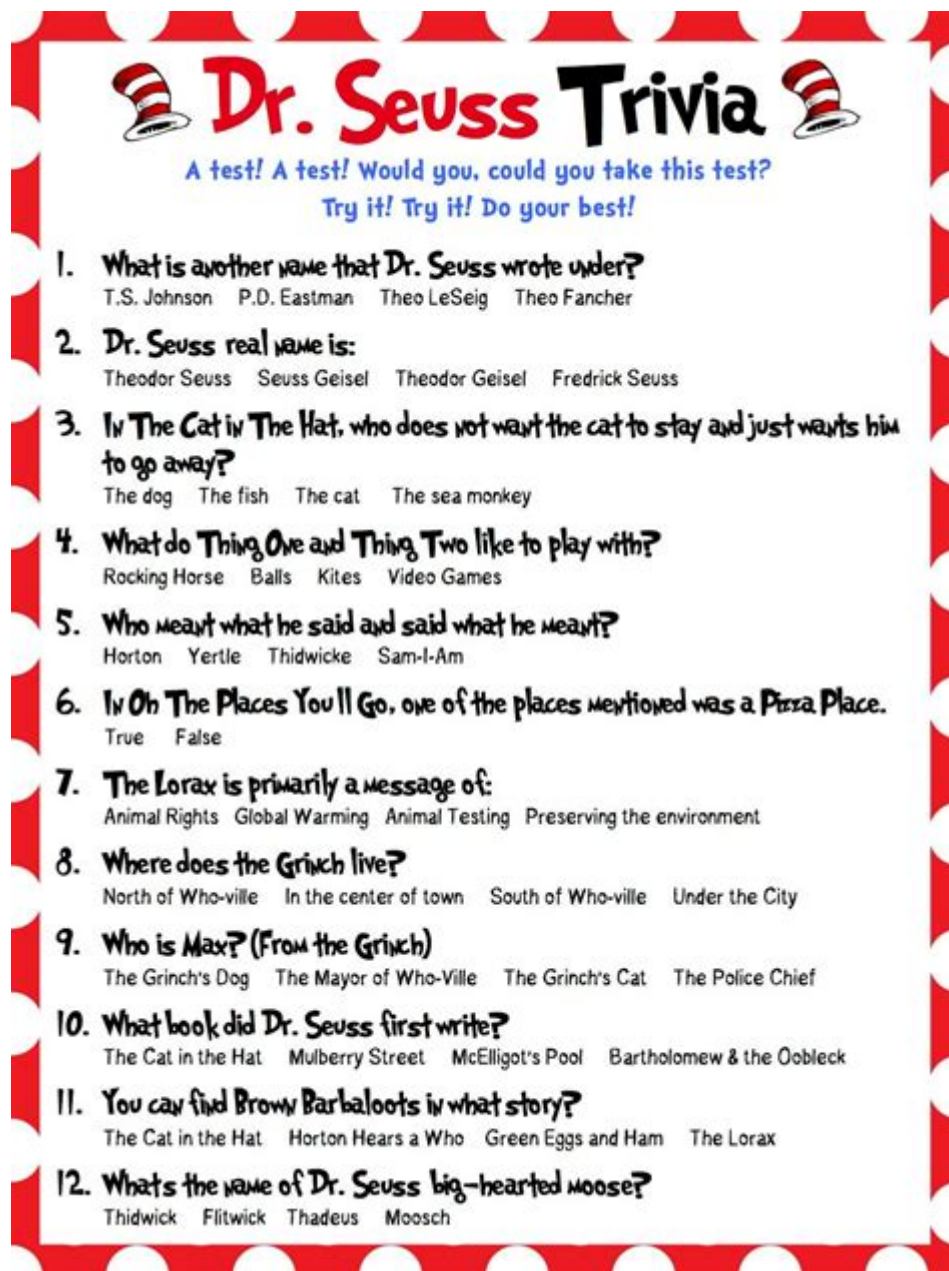 Dr. Seuss Trivia
A test! A test! Would you, could you take this test?
Try it! Try it! Do your best!
1. What is another name that Dr. Seuss wrote under?
T.S. Johnson P.D. Eastman Theo LeSeig Theo Fancher
2. Dr. Seuss real name is:
Theodor Seuss Seuss Geisel Theodor Geisel Fredrick Seuss
3. In The Cat in The Hat, who does not want the cat to stay and just wants him
to go away?
The dog The fish The cat The sea monkey
4. What do Thing One and Thing Two like to play with?
Rocking Horse Balls Kites Video Games
5. Who meant what he said and said what he meant?
Horton Yertle Thidwicke Sam-I-Am
6. In Oh The Places You'll Go, one of the places mentioned was a Pizza Place.
True False
7. The Lorax is primarily a message of:
Animal Rights Global Warming Animal Testing Preserving the environment
8. Where does the Grinch live?
North of Who-ville In the center of town South of Who-ville Under the City
9. Who is Max? (From the Grinch)
The Grinch's Dog The Mayor of Who-Ville The Grinch's Cat The Police Chief
10. What book did Dr. Seuss first write?
The Cat in the Hat Mulberry Street McElligot's Pool Bartholomew & the Oobleck
11. You can find Brown Barbaloots in what story?
The Cat in the Hat Horton Hears a Who Green Eggs and Ham The Lorax
12. Whats the name of Dr. Seuss big-hearted moose?
Thidwick Flitwick Thadeus Moosch